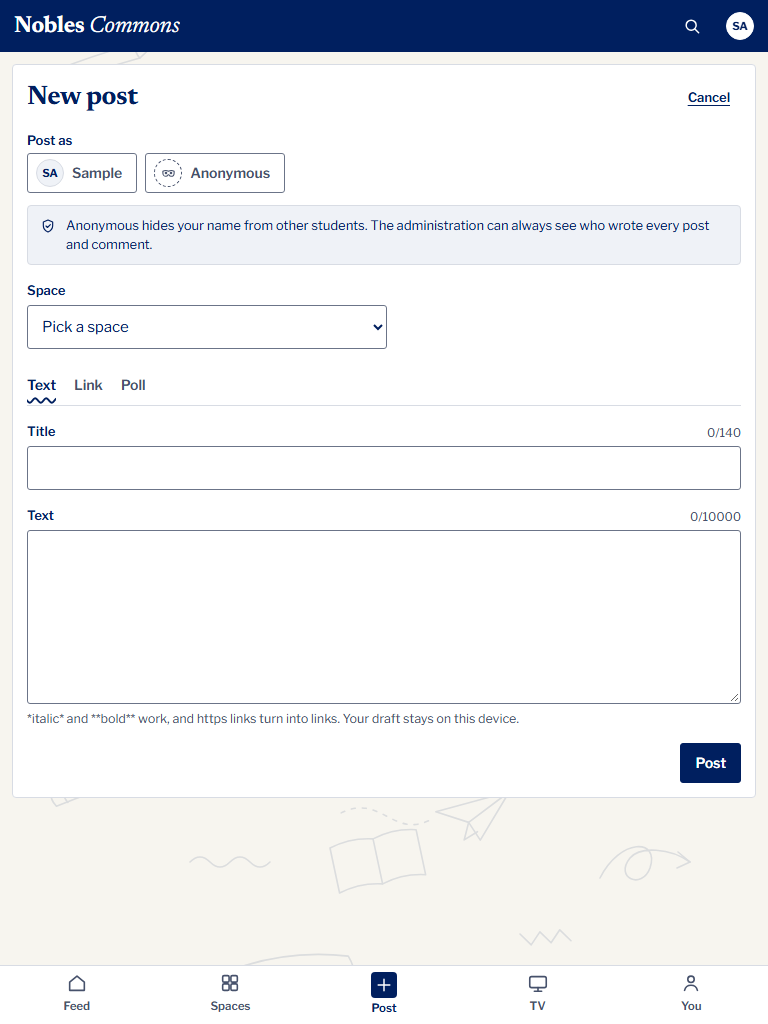 Nobles Commons
SA
New post
Cancel
Post as
SA Sample
Anonymous
Anonymous hides your name from other students. The administration can always see who wrote every post
and comment.
Space
Pick a space
Text Link Poll
Title
0/140
Text
0/10000
*italic* and **bold** work, and https links turn into links. Your draft stays on this device.
Post
Feed
Spaces
Post
TV
You